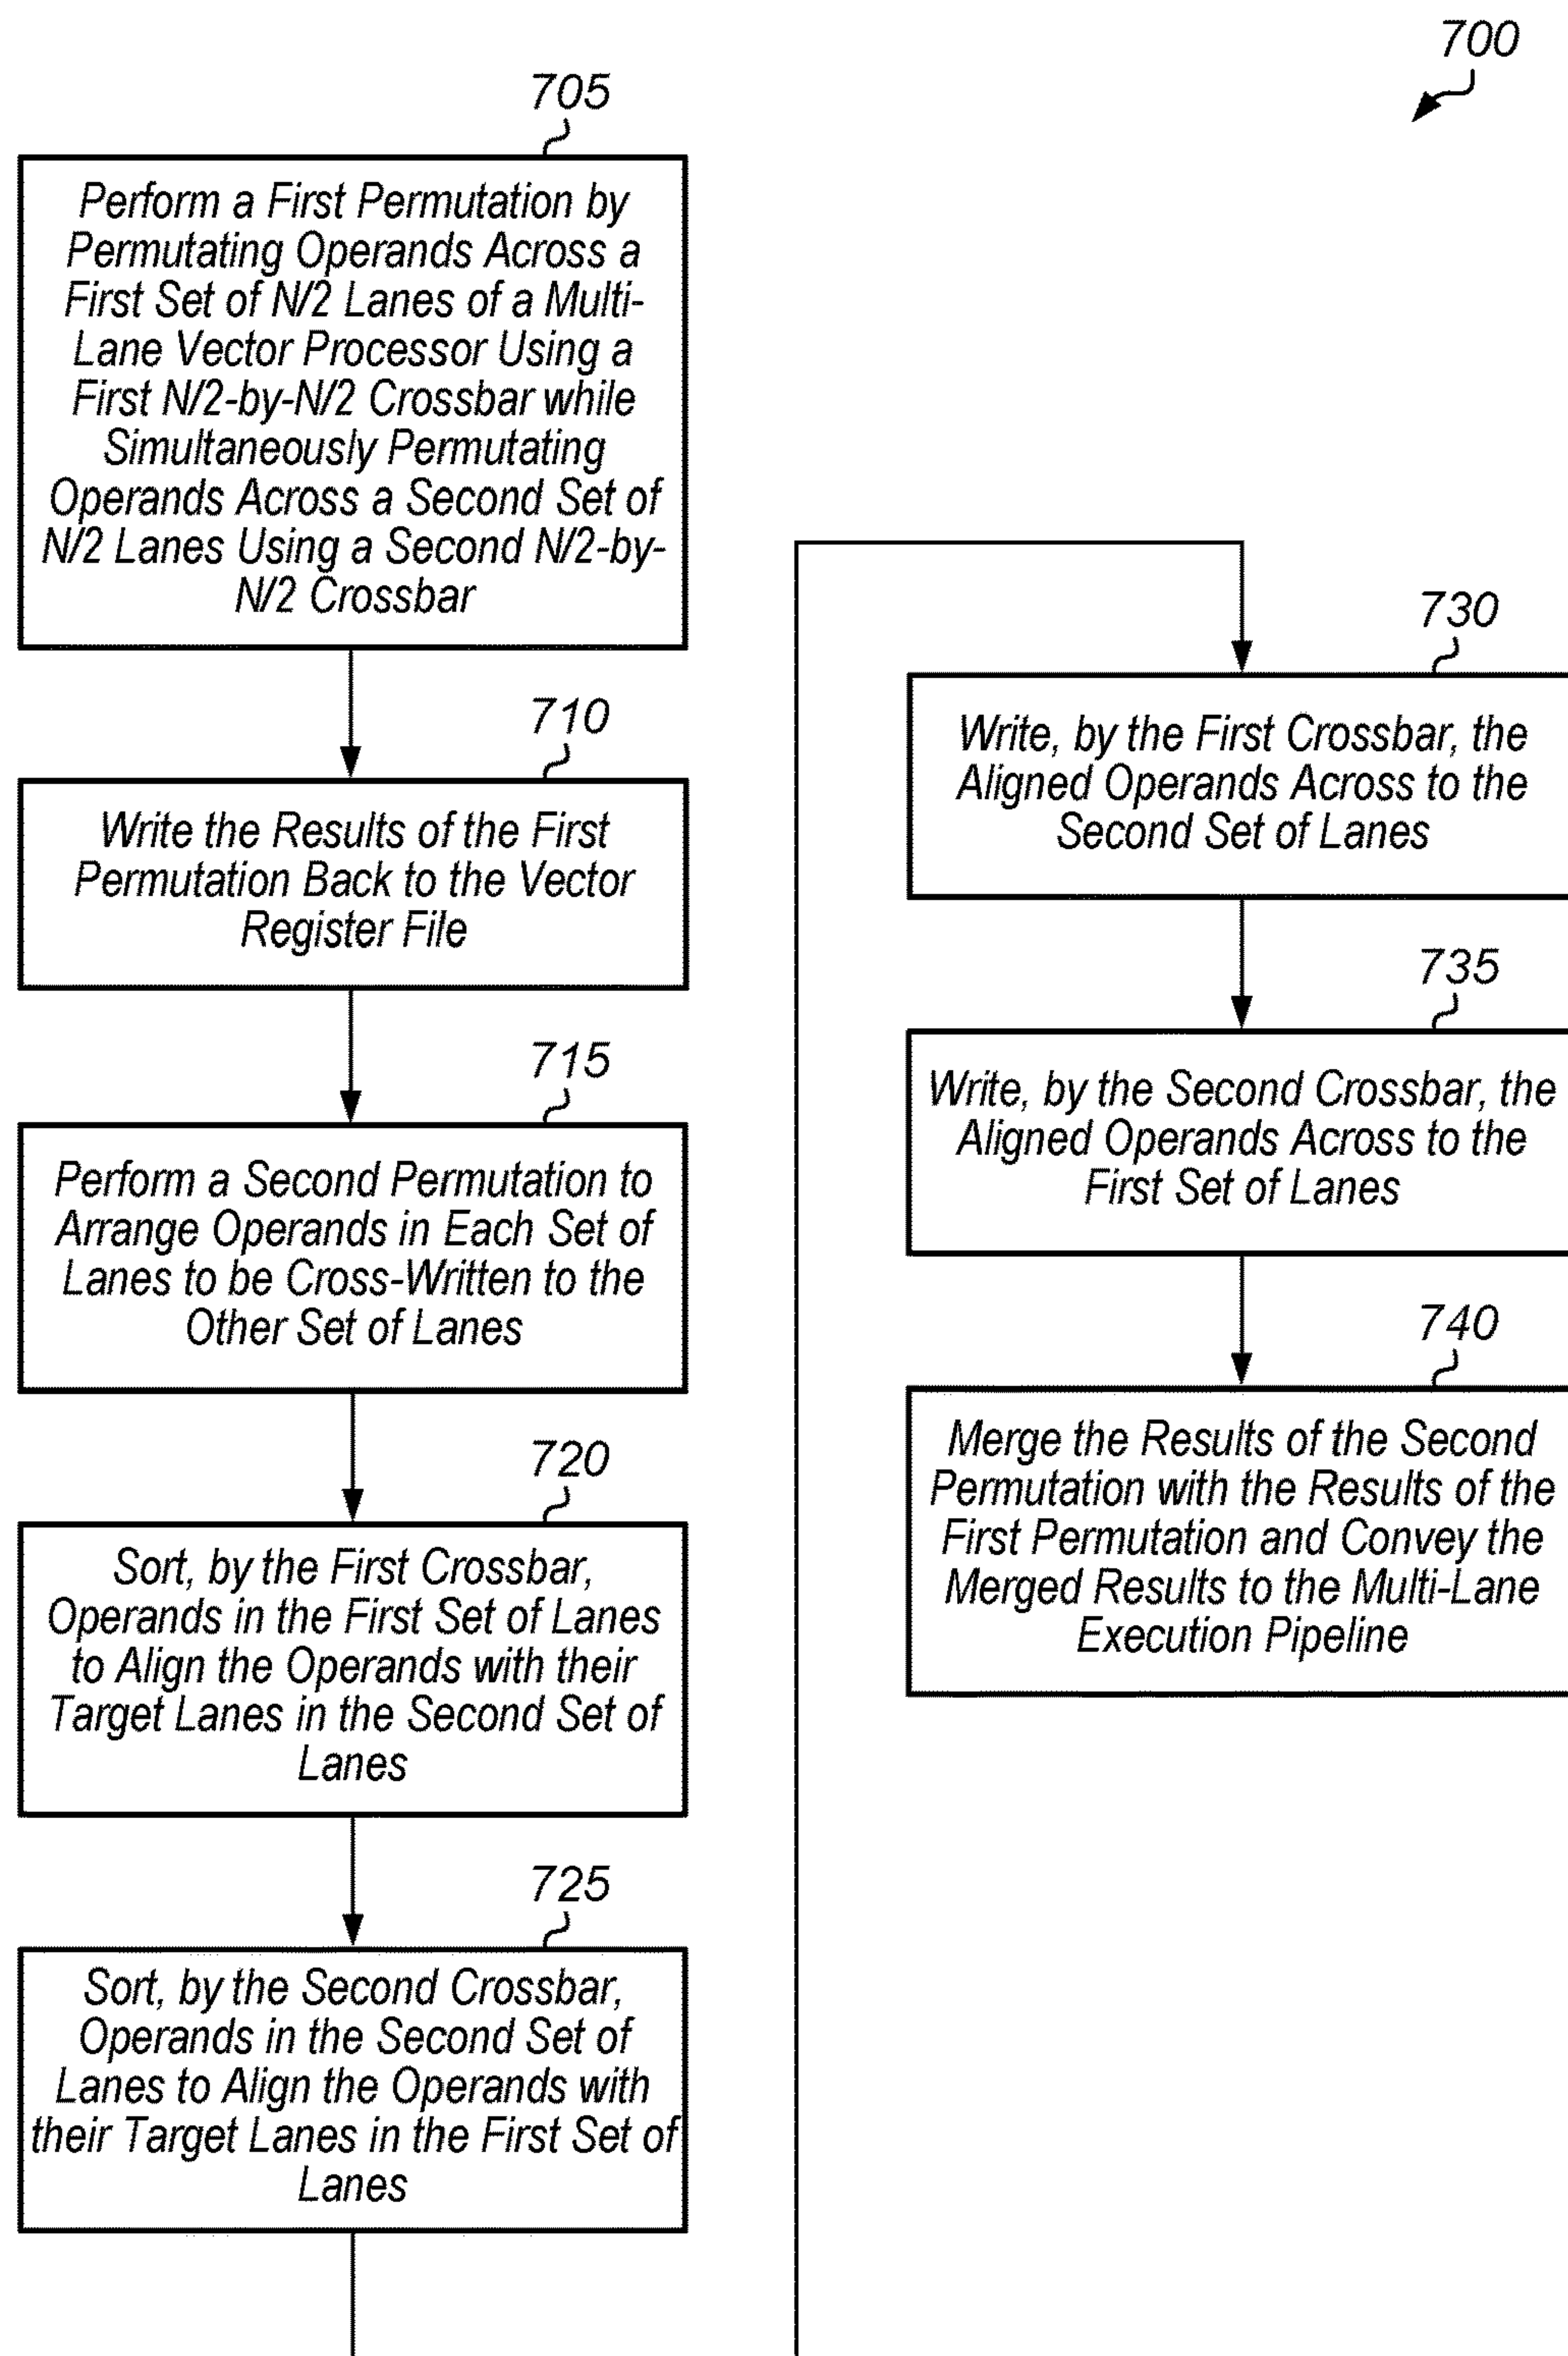 700
705
Perform a First Permutation by
Permutating Operands Across a
First Set of N/2 Lanes of a Multi-
Lane Vector Processor Using a
First N/2-by-N/2 Crossbar while
Simultaneously Permutating
Operands Across a Second Set of
N/2 Lanes Using a Second N/2-by-
N/2 Crossbar
710
Write the Results of the First
Permutation Back to the Vector
Register File
715
Perform a Second Permutation to
Arrange Operands in Each Set of
Lanes to be Cross-Written to the
Other Set of Lanes
720
Sort, by the First Crossbar,
Operands in the First Set of Lanes
to Align the Operands with their
Target Lanes in the Second Set of
Lanes
725
Sort, by the Second Crossbar,
Operands in the Second Set of
Lanes to Align the Operands with
their Target Lanes in the First Set of
Lanes
730
Write, by the First Crossbar, the
Aligned Operands Across to the
Second Set of Lanes
735
Write, by the Second Crossbar, the
Aligned Operands Across to the
First Set of Lanes
740
Merge the Results of the Second
Permutation with the Results of the
First Permutation and Convey the
Merged Results to the Multi-Lane
Execution Pipeline